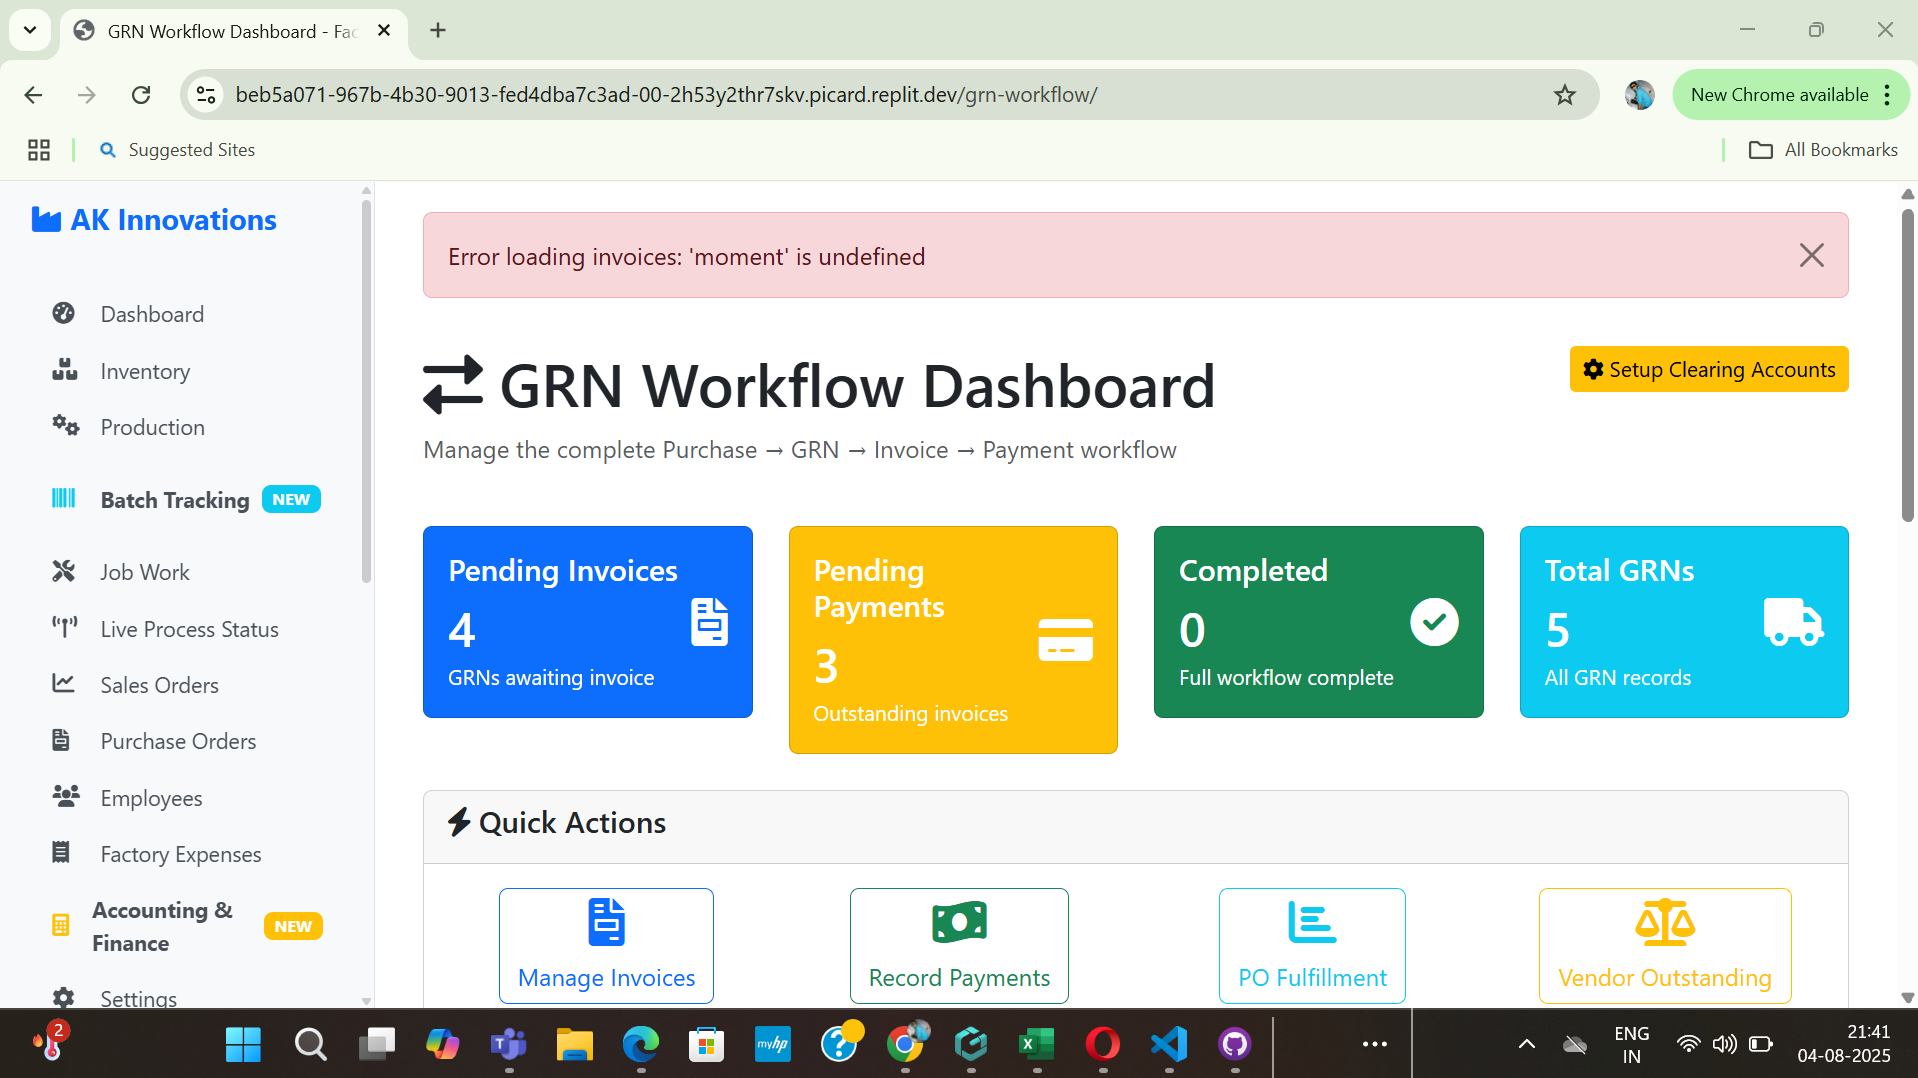 GRN Workflow Dashboard - Fac
beb5a071-967b-4b30-9013-fed4dba7c3ad-00-2h53y2thr7skv.picard.replit.dev/grn-workflow/
New Chrome available
Suggested Sites
All Bookmarks
AK Innovations
Dashboard
Inventory
Production
Batch Tracking NEW
Job Work
Live Process Status
Sales Orders
Purchase Orders
Employees
Factory Expenses
Accounting &
Finance
NEW
Settings
Error loading invoices: 'moment' is undefined
GRN Workflow Dashboard
Setup Clearing Accounts
Manage the complete Purchase → GRN → Invoice → Payment workflow
Pending Invoices
4
GRNs awaiting invoice
Pending
Payments
3
Outstanding invoices
Completed
0
Full workflow complete
Total GRNs
5
All GRN records
Quick Actions
Manage Invoices
Record Payments
PO Fulfillment
Vendor Outstanding
2
myhp
ENG
IN
21:41
04-08-2025